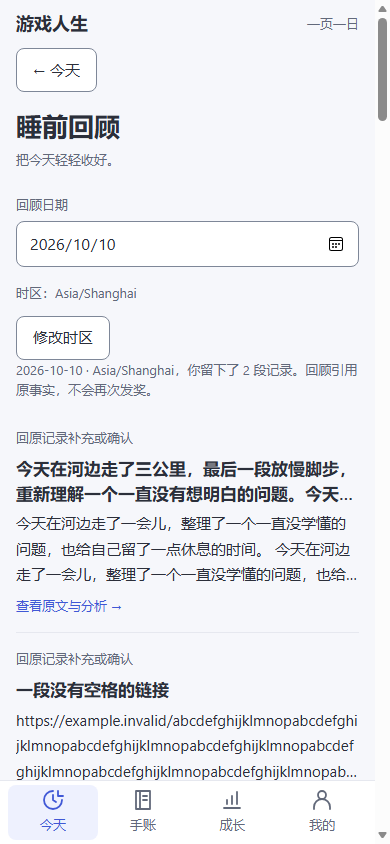 游戏人生
一页一日
← 今天
睡前回顾
把今天轻轻收好。
回顾日期
2026/10/10
时区：Asia/Shanghai
修改时区
2026-10-10 · Asia/Shanghai，你留下了 2 段记录。回顾引用
原事实，不会再次发奖。
回原记录补充或确认
今天在河边走了三公里，最后一段放慢脚步，
重新理解一个一直没有想明白的问题。今天…
今天在河边走了一会儿，整理了一个一直没学懂的
问题，也给自己留了一点休息的时间。 今天在河边
走了一会儿，整理了一个一直没学懂的问题，也给…
查看原文与分析 →
回原记录补充或确认
一段没有空格的链接
https://example.invalid/abcdefghijklmnopabcdefghi
jklmnopabcdefghijklmnopabcdefghijklmnopabcdef
ghijklmnopabcdefghijklmnopabcdefghijklmnopab…
今天
手账
成长
我的